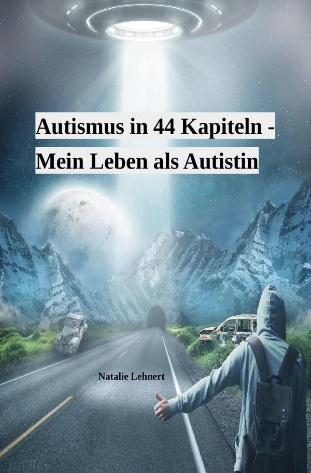 Autismus in 44 Kapiteln -
Mein Leben als Autistin
Natalie Lehnert